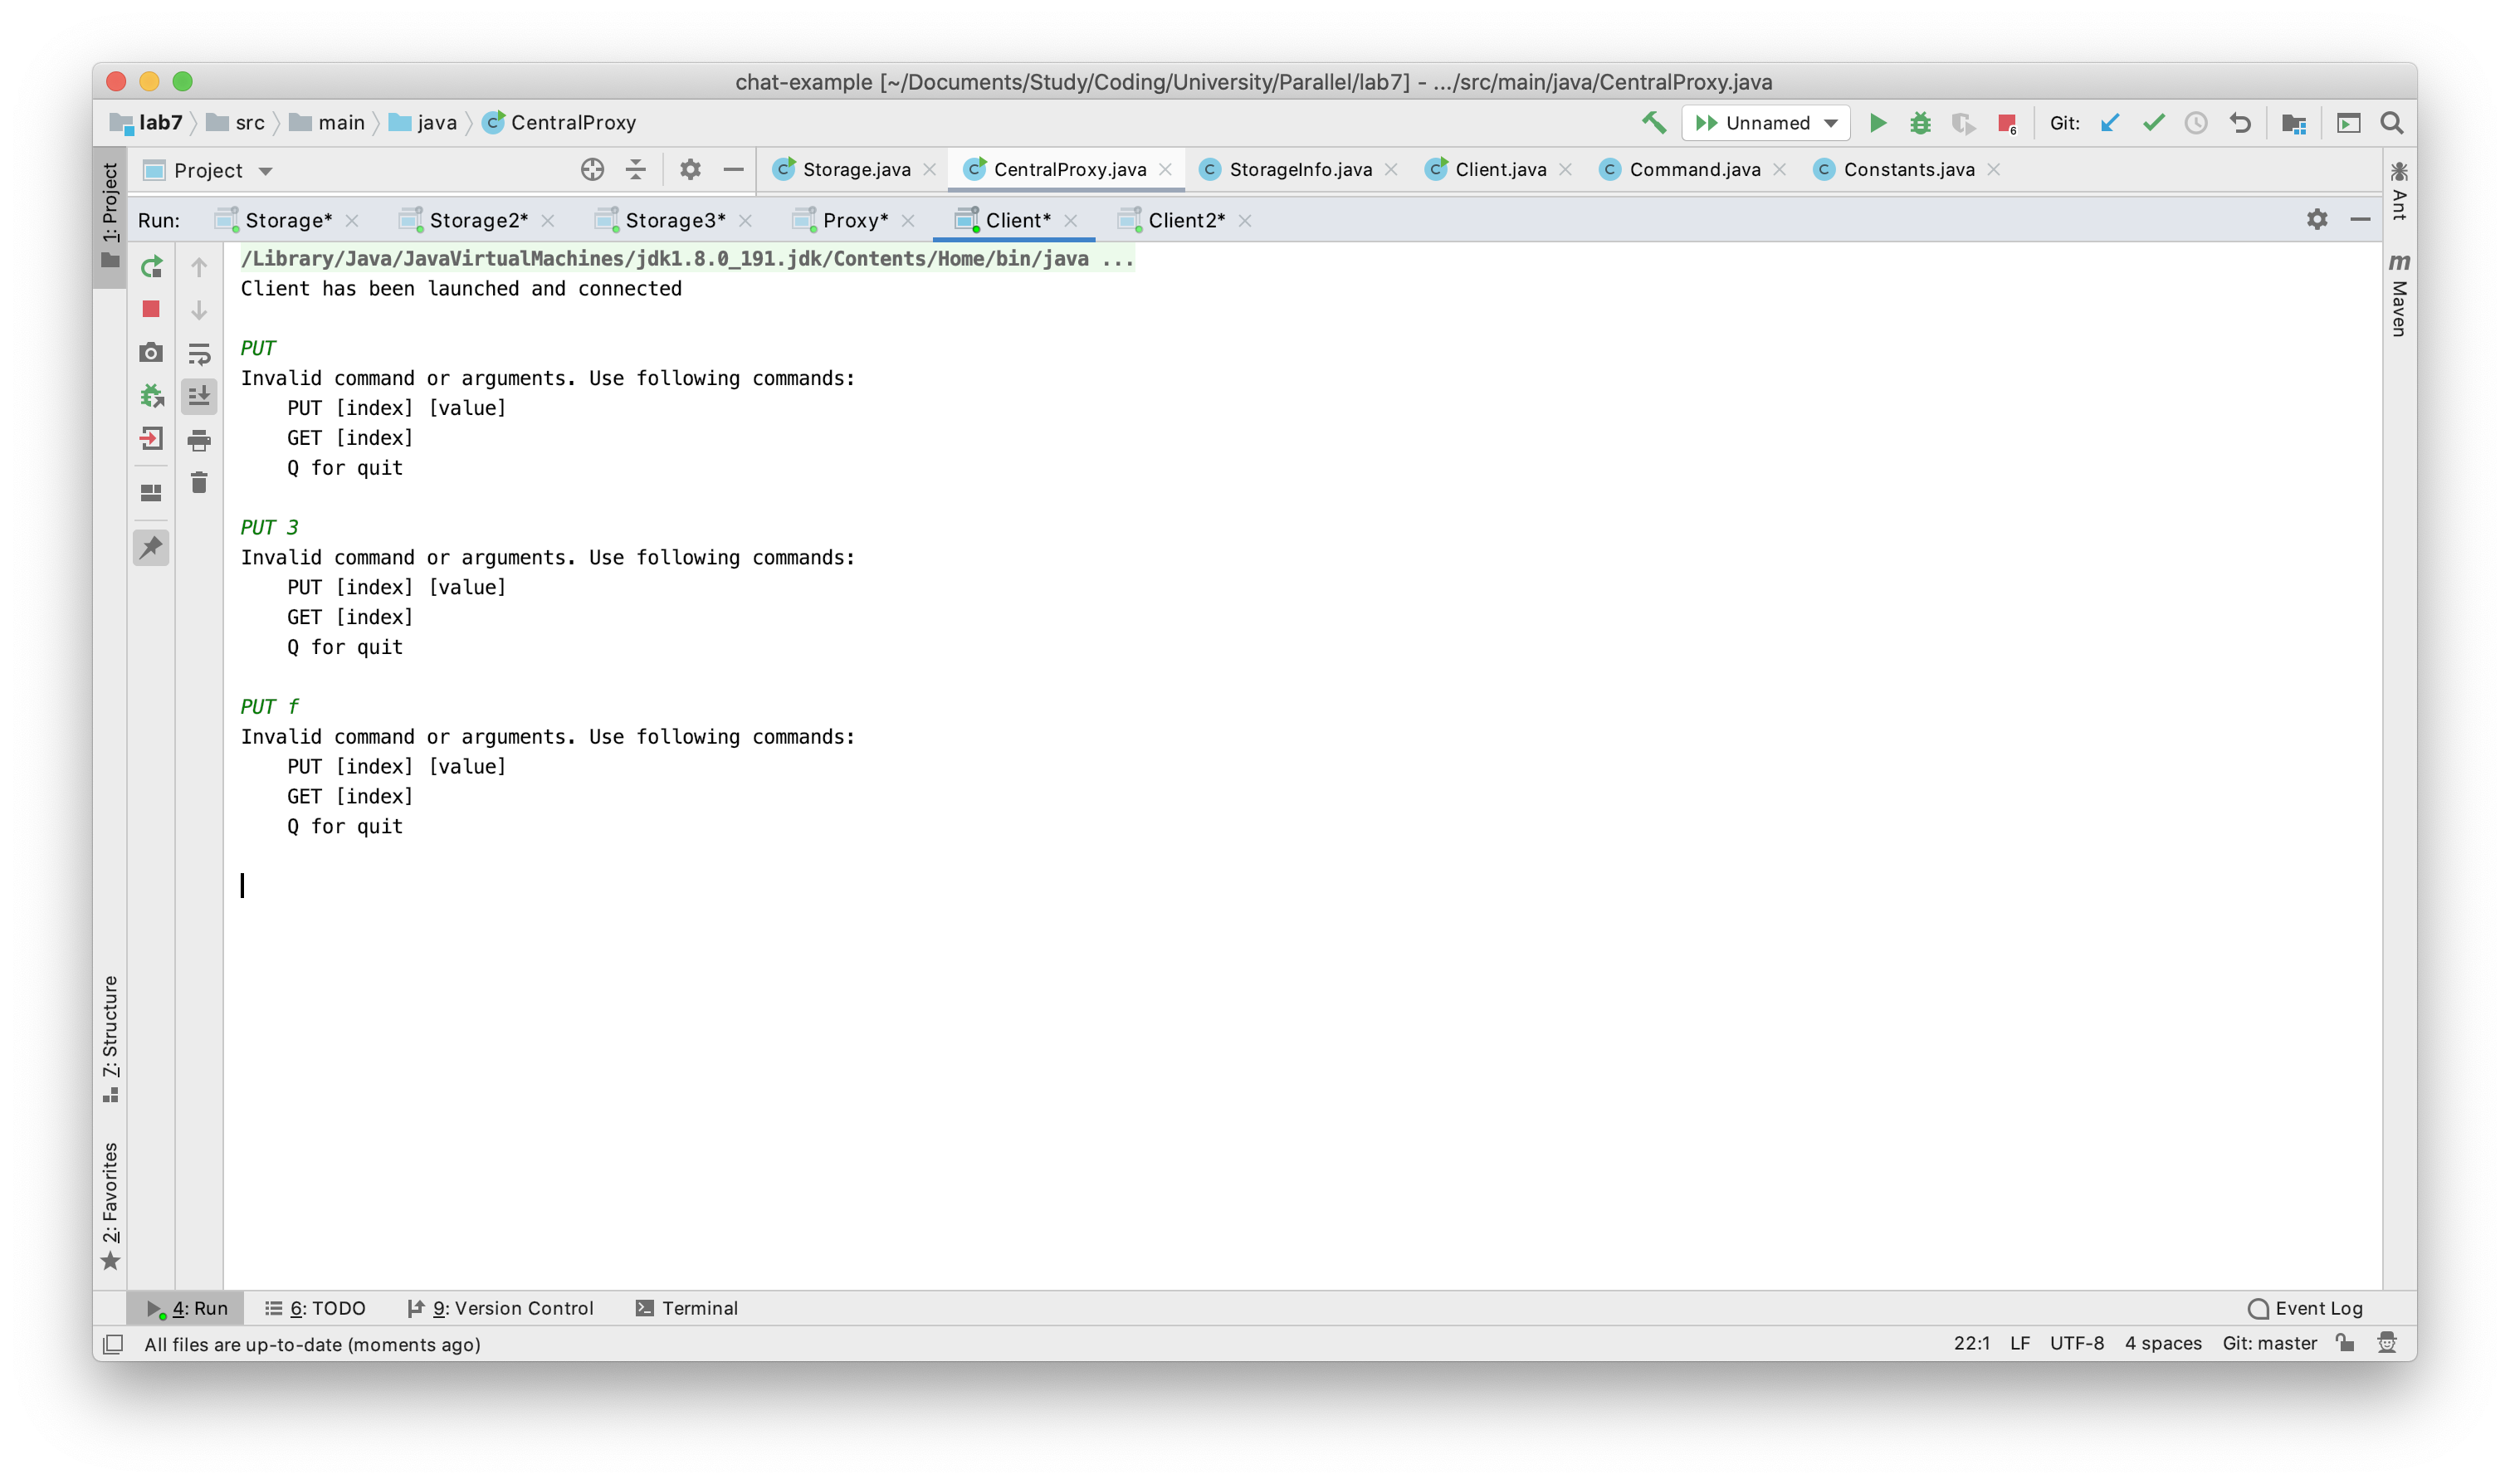 chat-example [~/Documents/Study/Coding/University/Parallel/lab7] - .../src/main/java/CentralProxy.java
lab7 src main java CentralProxy Unnamed 6 Git:
1: Project Project Storage.java CentralProxy.java StorageInfo.java Client.java Command.java Constants.java Ant
Run: Storage* Storage2* Storage3* Proxy* Client* Client2*
m Maven
/Library/Java/JavaVirtualMachines/jdk1.8.0_191.jdk/Contents/Home/bin/java ...
Client has been launched and connected
PUT
Invalid command or arguments. Use following commands:
    PUT [index] [value]
    GET [index]
    Q for quit
PUT 3
Invalid command or arguments. Use following commands:
    PUT [index] [value]
    GET [index]
    Q for quit
PUT f
Invalid command or arguments. Use following commands:
    PUT [index] [value]
    GET [index]
    Q for quit
7: Structure
2: Favorites
4: Run 6: TODO 9: Version Control Terminal Event Log
All files are up-to-date (moments ago) 22:1 LF UTF-8 4 spaces Git: master